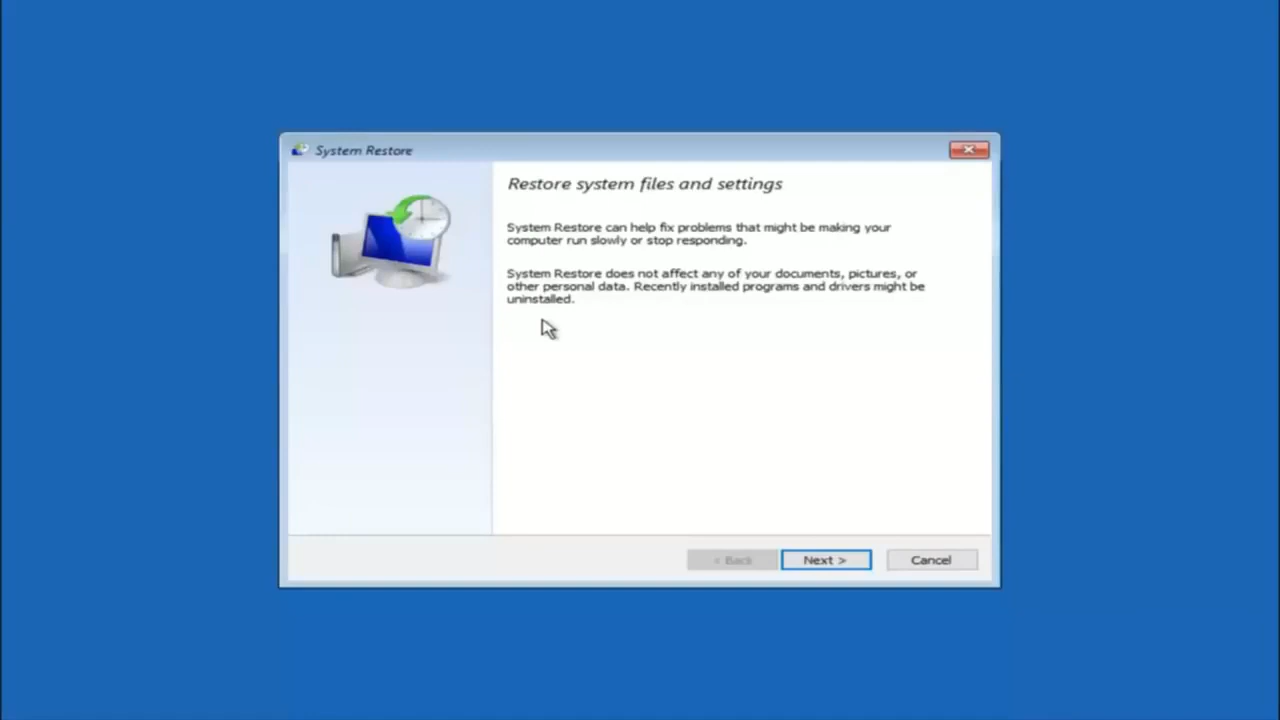 System Restore
Restore system files and settings
System Restore can help fix problems that might be making your
computer run slowly or stop responding.
System Restore does not affect any of your documents, pictures, or
other personal data. Recently installed programs and drivers might be
uninstalled.
< Back
Next >
Cancel